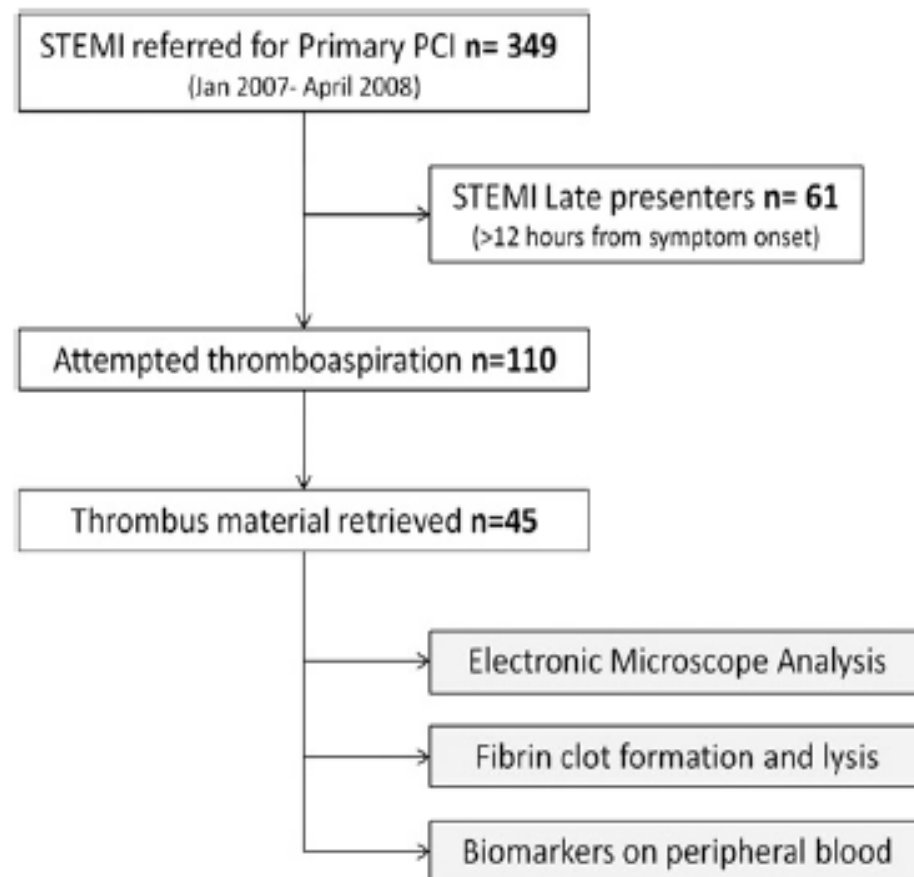 STEMI referred for Primary PCI n= 349
(Jan 2007- April 2008)
STEMI Late presenters n= 61
(>12 hours from symptom onset)
Attempted thromboaspiration n=110
Thrombus material retrieved n=45
Electronic Microscope Analysis
Fibrin clot formation and lysis
Biomarkers on peripheral blood